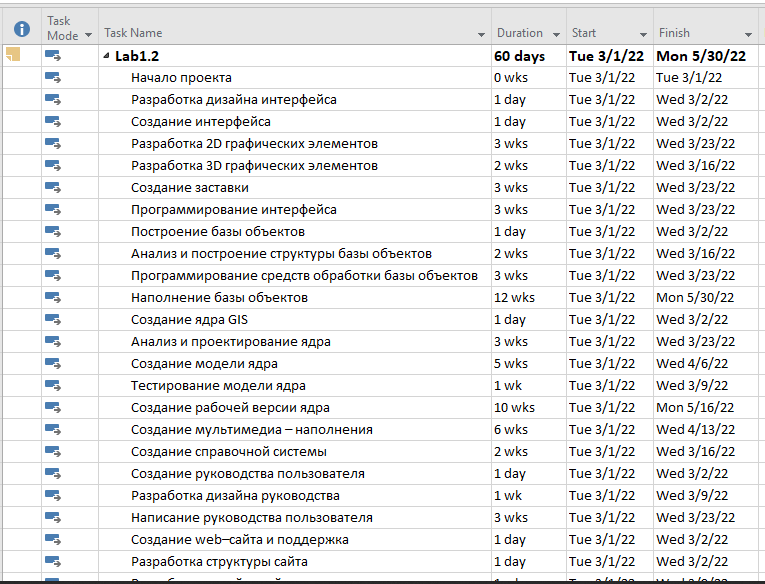 Task Mode Task Name Duration Start Finish
Lab1.2 60 days Tue 3/1/22 Mon 5/30/22
Начало проекта 0 wks Tue 3/1/22 Tue 3/1/22
Разработка дизайна интерфейса 1 day Tue 3/1/22 Wed 3/2/22
Создание интерфейса 1 day Tue 3/1/22 Wed 3/2/22
Разработка 2D графических элементов 3 wks Tue 3/1/22 Wed 3/23/22
Разработка 3D графических элементов 2 wks Tue 3/1/22 Wed 3/16/22
Создание заставки 3 wks Tue 3/1/22 Wed 3/23/22
Программирование интерфейса 3 wks Tue 3/1/22 Wed 3/23/22
Построение базы объектов 1 day Tue 3/1/22 Wed 3/2/22
Анализ и построение структуры базы объектов 2 wks Tue 3/1/22 Wed 3/16/22
Программирование средств обработки базы объектов 3 wks Tue 3/1/22 Wed 3/23/22
Наполнение базы объектов 12 wks Tue 3/1/22 Mon 5/30/22
Создание ядра GIS 1 day Tue 3/1/22 Wed 3/2/22
Анализ и проектирование ядра 3 wks Tue 3/1/22 Wed 3/23/22
Создание модели ядра 5 wks Tue 3/1/22 Wed 4/6/22
Тестирование модели ядра 1 wk Tue 3/1/22 Wed 3/9/22
Создание рабочей версии ядра 10 wks Tue 3/1/22 Mon 5/16/22
Создание мультимедиа – наполнения 6 wks Tue 3/1/22 Wed 4/13/22
Создание справочной системы 2 wks Tue 3/1/22 Wed 3/16/22
Создание руководства пользователя 1 day Tue 3/1/22 Wed 3/2/22
Разработка дизайна руководства 1 wk Tue 3/1/22 Wed 3/9/22
Написание руководства пользователя 3 wks Tue 3/1/22 Wed 3/23/22
Создание web–сайта и поддержка 1 day Tue 3/1/22 Wed 3/2/22
Разработка структуры сайта 1 day Tue 3/1/22 Wed 3/2/22